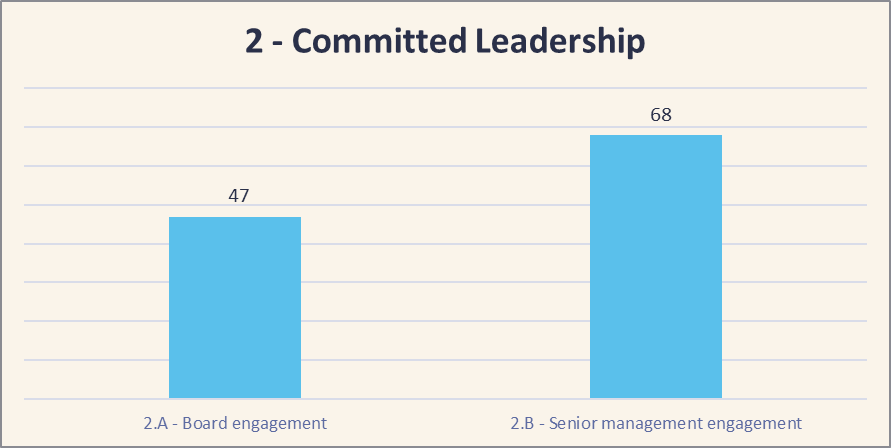 2 - Committed Leadership
68
47
2.A - Board engagement
2.B - Senior management engagement